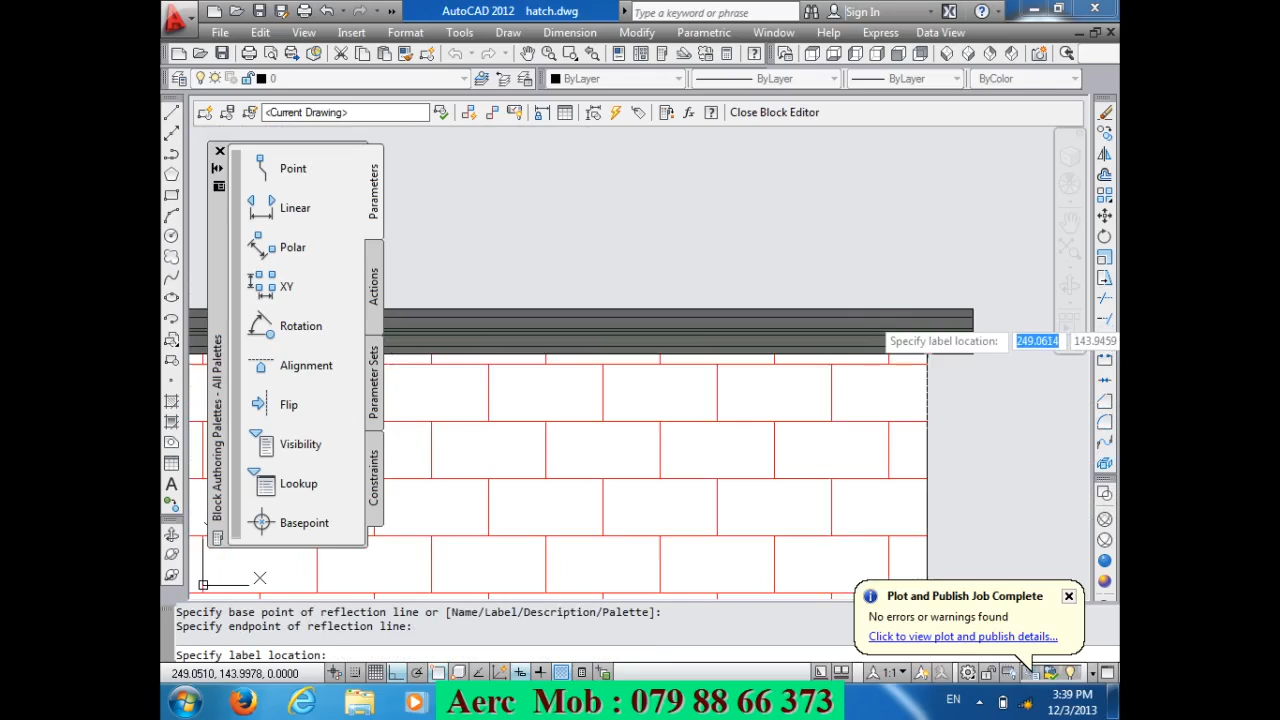 AutoCAD 2012 hatch.dwg
Type a keyword or phrase
Sign In
File Edit View Insert Format Tools Draw Dimension Modify Parametric Window Help Express Data View
0
ByLayer
ByLayer
ByLayer
ByColor
<Current Drawing>
Close Block Editor
Point
Linear
Polar
XY
Rotation
Alignment
Flip
Visibility
Lookup
Basepoint
Parameters
Actions
Parameter Sets
Constraints
Block Authoring Palettes - All Palettes
Specify label location: 249.0614 143.9459
X
Specify base point of reflection line or [Name/Label/Description/Palette]:
Specify endpoint of reflection line:
Specify label location:
Plot and Publish Job Complete
No errors or warnings found
Click to view plot and publish details...
249.0510, 143.9978, 0.0000
1:1
Aerc Mob : 079 88 66 373
EN
3:39 PM
12/3/2013